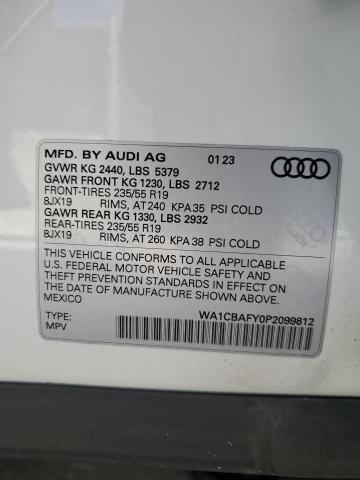 MFD. BY AUDI AG 01 23
GVWR KG 2440, LBS 5379
GAWR FRONT KG 1230, LBS 2712
FRONT-TIRES 235/55 R19
8JX19 RIMS, AT 240 KPA 35 PSI COLD
GAWR REAR KG 1330, LBS 2932
REAR-TIRES 235/55 R19
8JX19 RIMS, AT 260 KPA 38 PSI COLD
THIS VEHICLE CONFORMS TO ALL APPLICABLE
U.S. FEDERAL MOTOR VEHICLE SAFETY AND
THEFT PREVENTION STANDARDS IN EFFECT ON
THE DATE OF MANUFACTURE SHOWN ABOVE.
MEXICO
TYPE: WA1CBAFY0P2099812
MPV